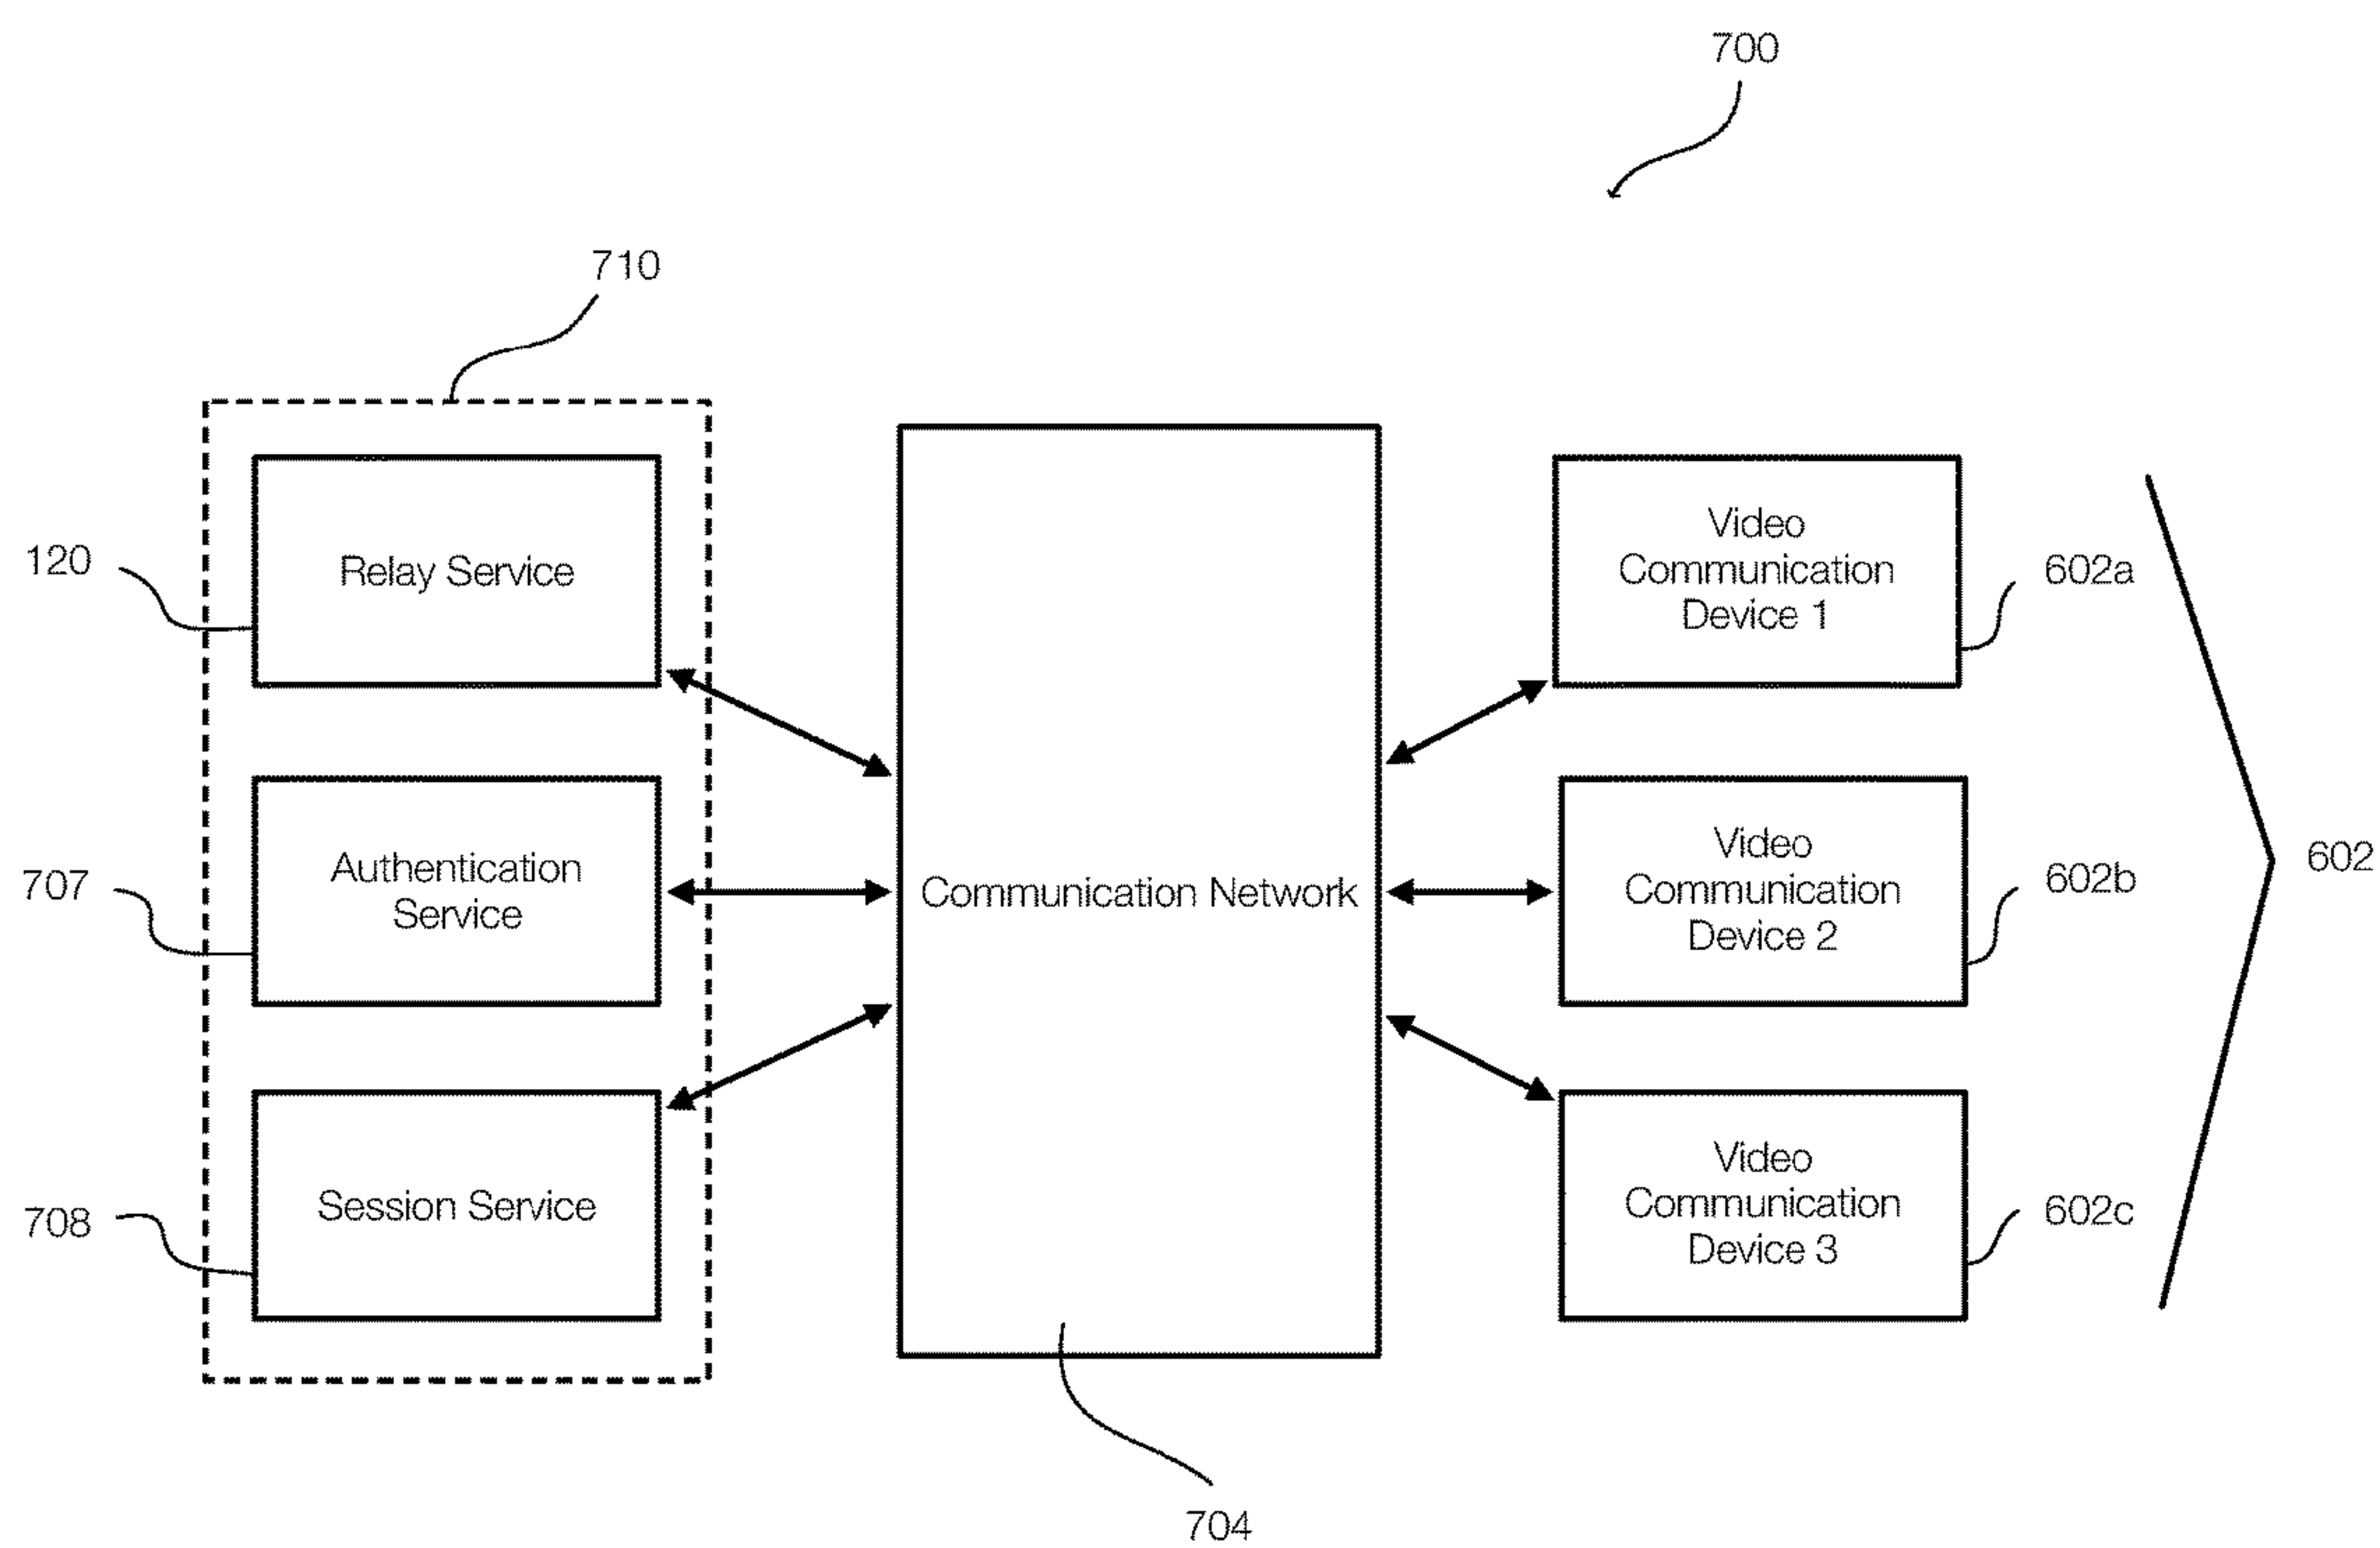 700
710
120
Relay Service
707
Authentication
Service
708
Session Service
Communication Network
704
Video
Communication
Device 1
602a
Video
Communication
Device 2
602b
Video
Communication
Device 3
602c
602